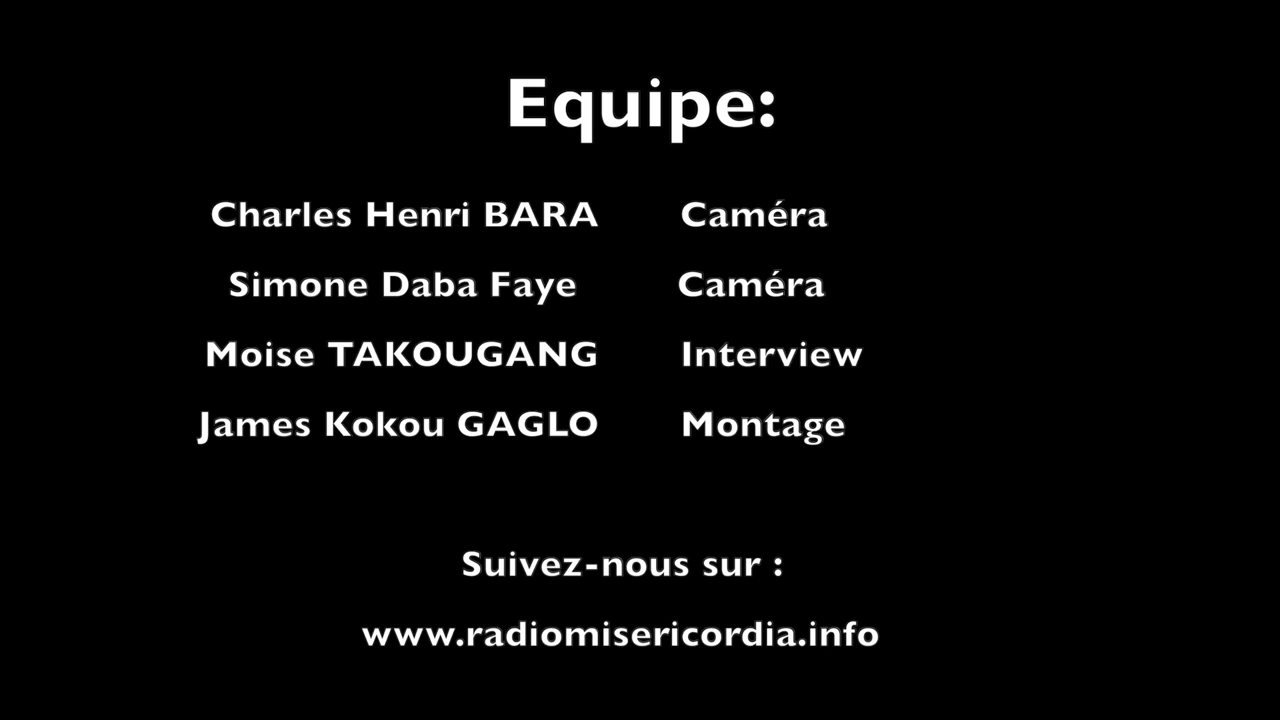 Equipe:
Charles Henri BARA Caméra
Simone Daba Faye Caméra
Moise TAKOUGANG Interview
James Kokou GAGLO Montage
Suivez-nous sur :
www.radiomisericordia.info